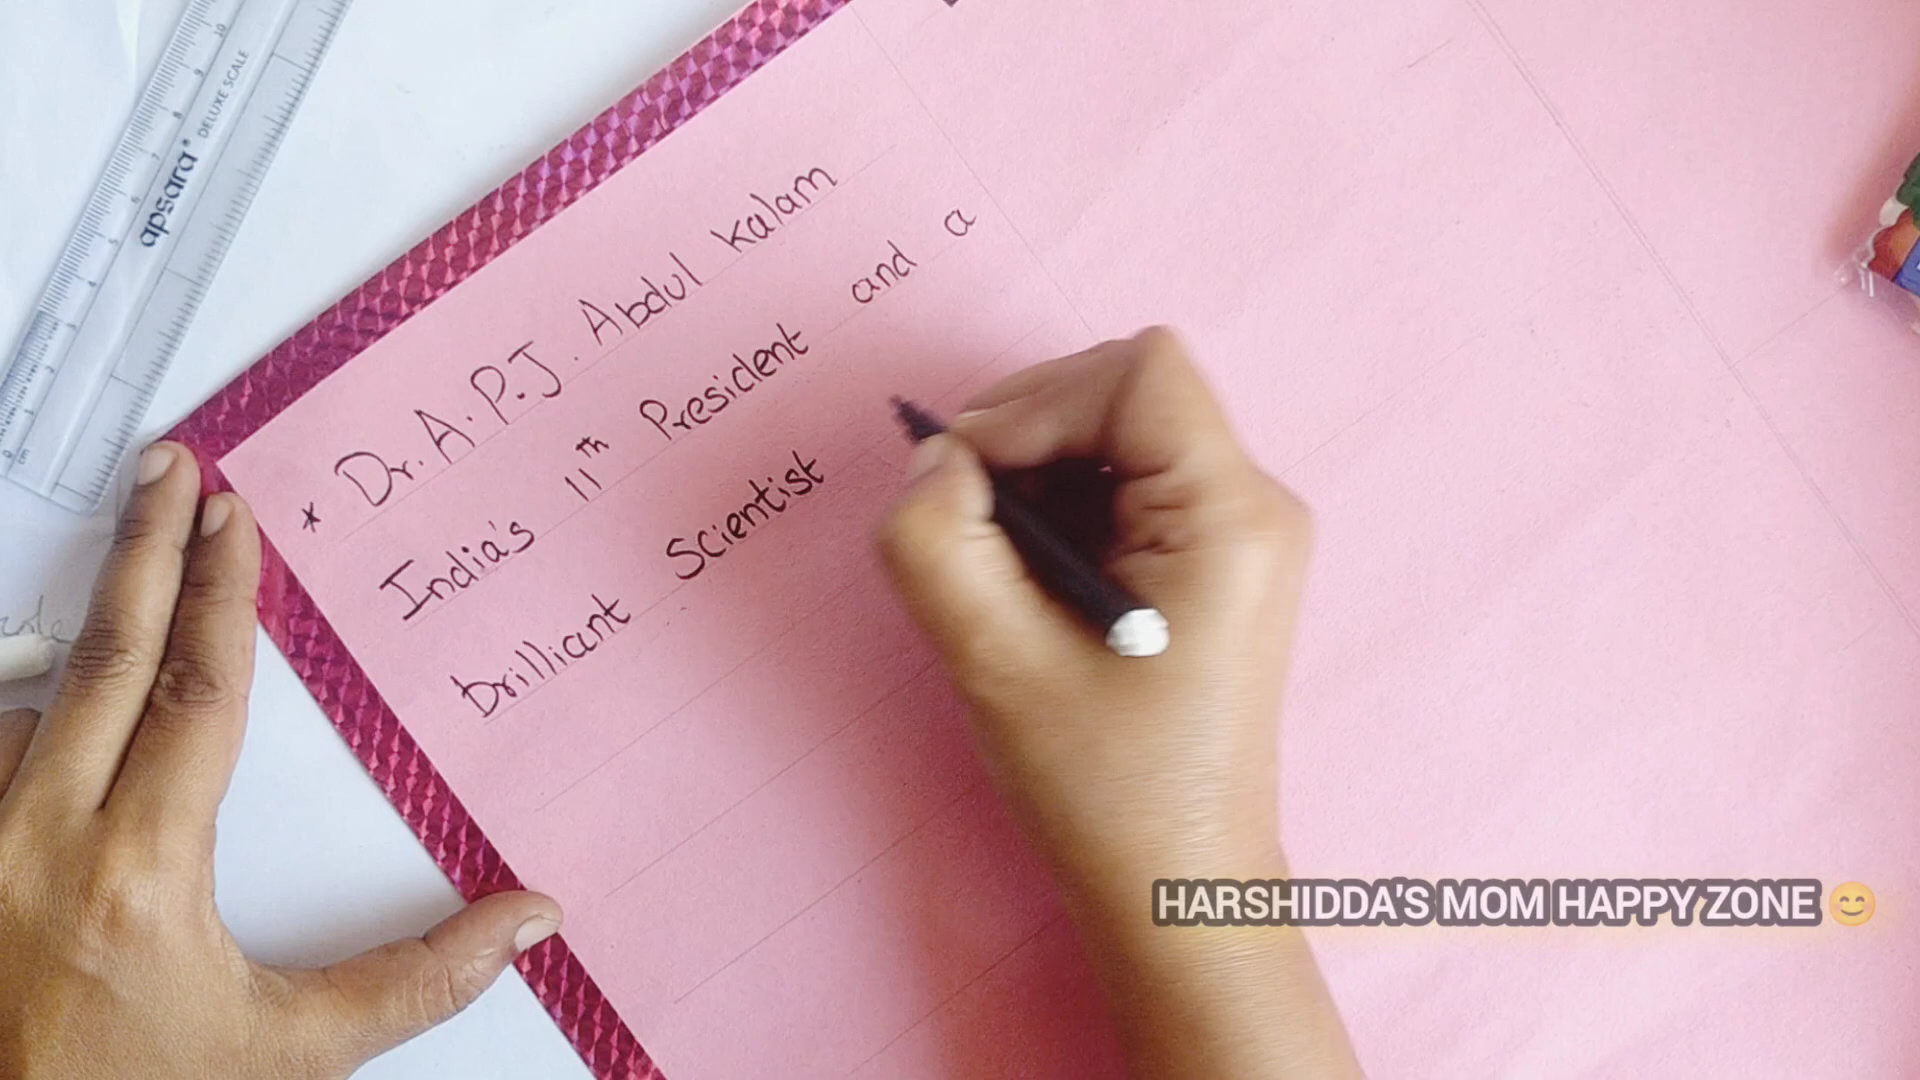 * Dr. A.P.J. Abdul Kalam
India's 11th President and a
brilliant Scientist
apsara
DELUXE SCALE
HARSHIDDA'S MOM HAPPY ZONE 😊